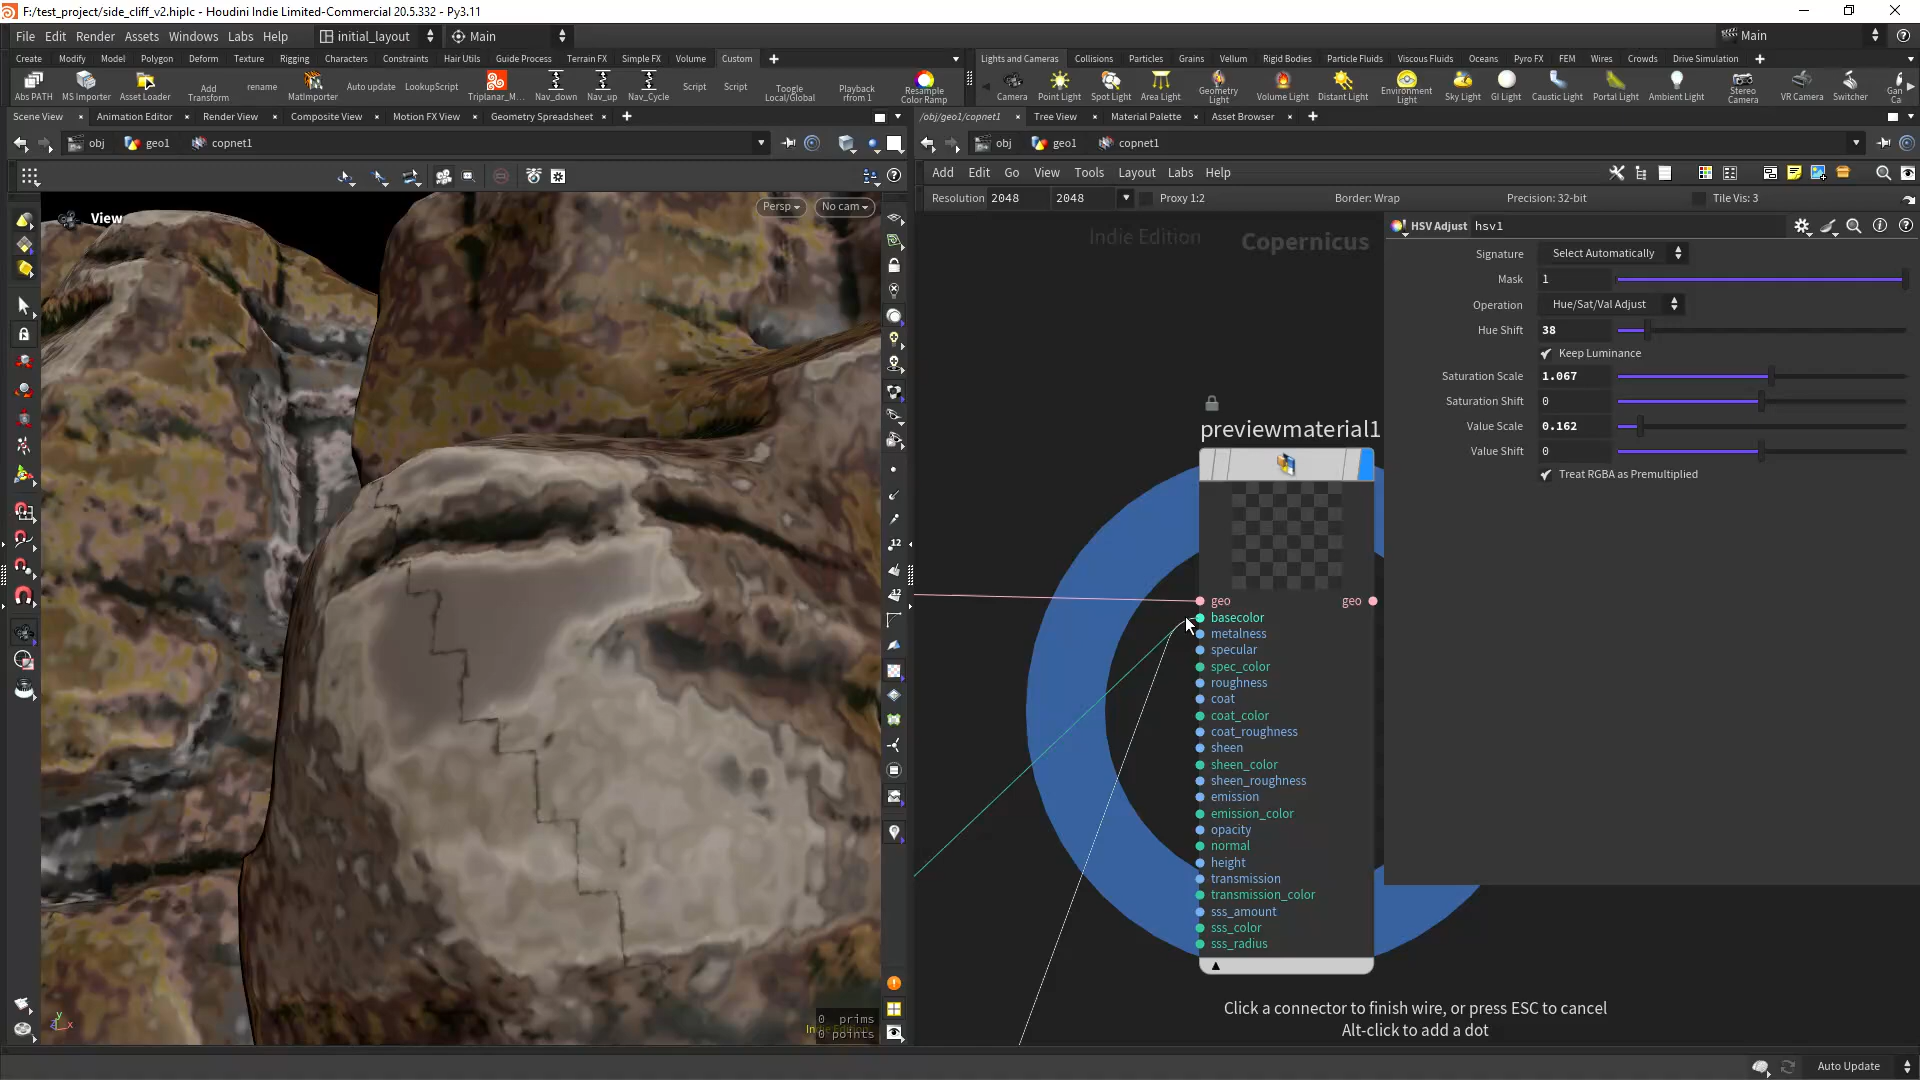 F:/test_project/side_cliff_v2.hiplc - Houdini Indie Limited-Commercial 20.5.332 - Py3.11
File Edit Render Assets Windows Labs Help initial_layout Main Main
Create Modify Model Polygon Deform Texture Rigging Characters Constraints Hair Utils Guide Process Terrain FX Simple FX Volume Custom
Lights and Cameras Collisions Particles Grains Vellum Rigid Bodies Particle Fluids Viscous Fluids Oceans Pyro FX FEM Wires Crowds Drive Simulation
Abs PATH MS Importer Asset Loader Add Transform rename MatImporter Auto update LookupScript Triplanar_M... Nav_down Nav_up Nav_Cycle Script Script Toggle Local/Global Playback rfrom 1 Resample Color Ramp
Camera Point Light Spot Light Area Light Geometry Light Volume Light Distant Light Environment Light Sky Light GI Light Caustic Light Portal Light Ambient Light Stereo Camera VR Camera Switcher Gan Ca
Scene View Animation Editor Render View Composite View Motion FX View Geometry Spreadsheet
/obj/geo1/copnet1 Tree View Material Palette Asset Browser
obj geo1 copnet1
obj geo1 copnet1
Add Edit Go View Tools Layout Labs Help
Resolution 2048 2048 Proxy 1:2 Border: Wrap Precision: 32-bit Tile Vis: 3
View Persp No cam
Indie Edition Copernicus
HSV Adjust hsv1
Signature Select Automatically
Mask 1
Operation Hue/Sat/Val Adjust
Hue Shift 38
Keep Luminance
Saturation Scale 1.067
Saturation Shift 0
Value Scale 0.162
Value Shift 0
Treat RGBA as Premultiplied
previewmaterial1
geo geo
basecolor
metalness
specular
spec_color
roughness
coat
coat_color
coat_roughness
sheen
sheen_color
sheen_roughness
emission
emission_color
opacity
normal
height
transmission
transmission_color
sss_amount
sss_color
sss_radius
12
12
y
x
0 prims
0 points
Click a connector to finish wire, or press ESC to cancel
Alt-click to add a dot
Auto Update